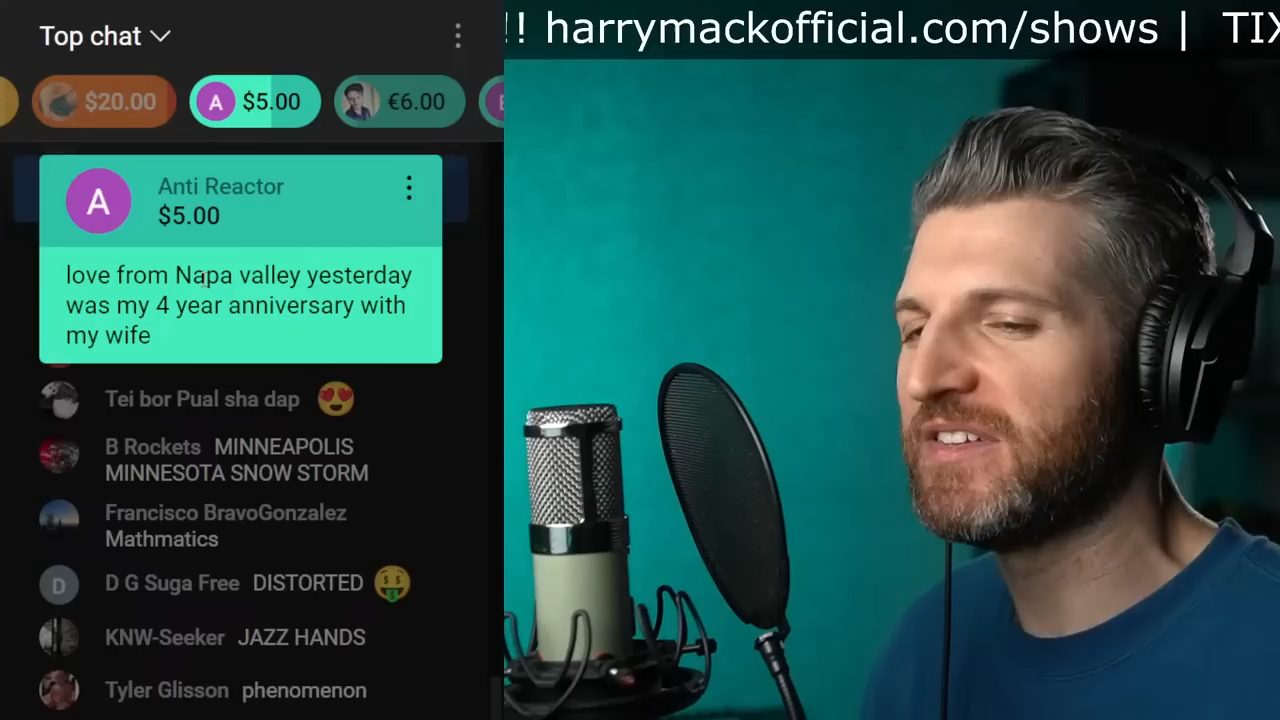 Top chat
!! harrymackofficial.com/shows | TIX
$20.00
A $5.00
€6.00
A
Anti Reactor
$5.00
love from Napa valley yesterday
was my 4 year anniversary with
my wife
Tei bor Pual sha dap 😍
B Rockets MINNEAPOLIS
MINNESOTA SNOW STORM
Francisco BravoGonzalez
Mathmatics
D D G Suga Free DISTORTED 🤑
KNW-Seeker JAZZ HANDS
Tyler Glisson phenomenon